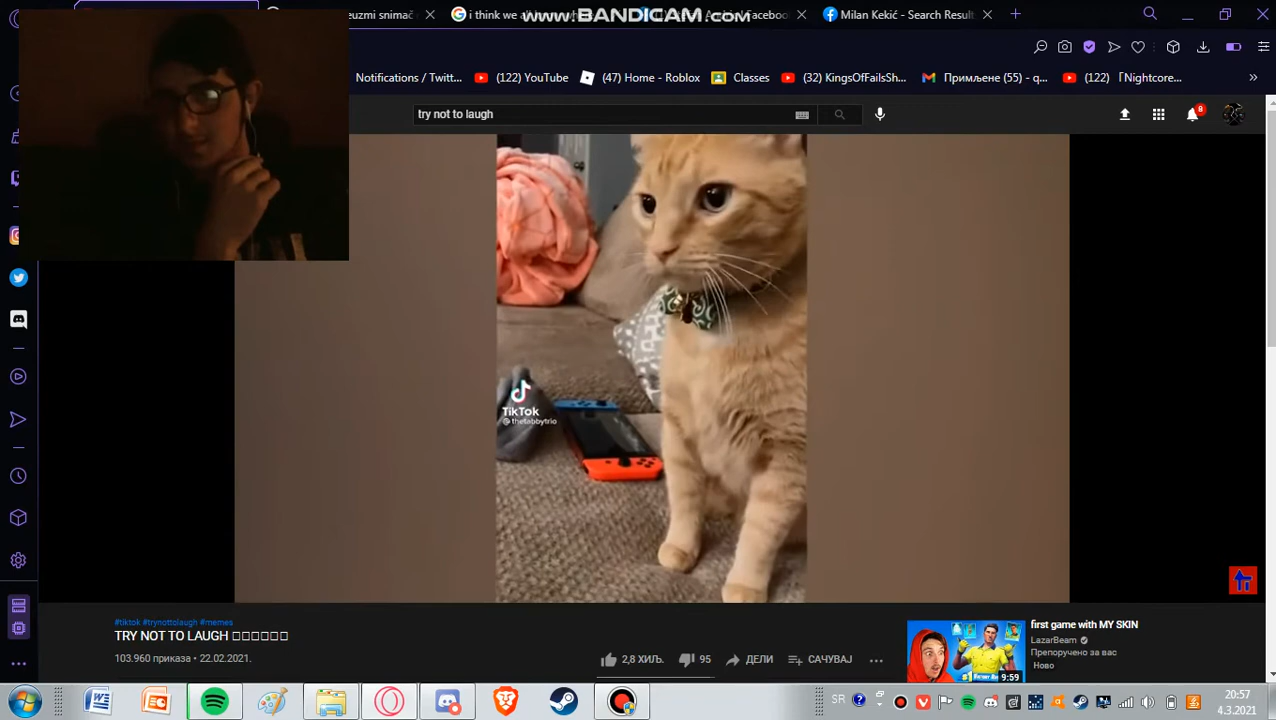 euzmi snimač
i think we al
Facebook
Milan Kekić - Search Result
www.BANDICAM.com
Notifications / Twitt...
(122) YouTube
(47) Home - Roblox
Classes
(32) KingsOfFailsSh...
Примљене (55) - q...
(122) 「Nightcore...
try not to laugh
8
TikTok
@thetabbytrio
#tiktok #trynottolaugh #memes
TRY NOT TO LAUGH
103.960 приказа • 22.02.2021.
2,8 ХИЉ.
95
ДЕЛИ
САЧУВАЈ
first game with MY SKIN
LazarBeam
Препоручено за вас
Ново
9:59
SR
20:57
4.3.2021